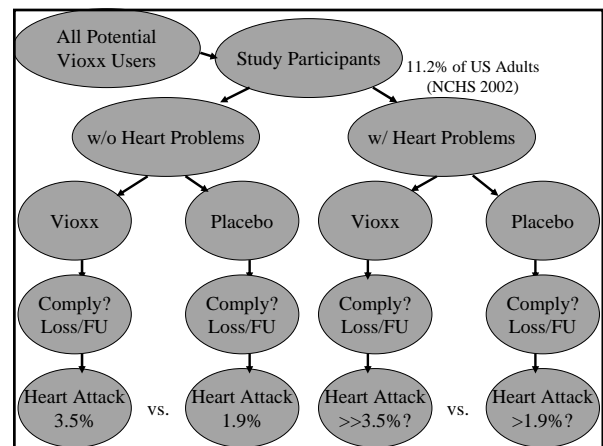 All Potential
Vioxx Users
Study Participants
11.2% of US Adults
(NCHS 2002)
w/o Heart Problems
w/ Heart Problems
Vioxx
Placebo
Vioxx
Placebo
Comply?
Loss/FU
Comply?
Loss/FU
Comply?
Loss/FU
Comply?
Loss/FU
Heart Attack
3.5%
vs.
Heart Attack
1.9%
Heart Attack
>>3.5%?
vs.
Heart Attack
>1.9%?